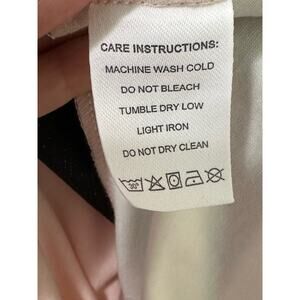 CARE INSTRUCTIONS:
MACHINE WASH COLD
DO NOT BLEACH
TUMBLE DRY LOW
LIGHT IRON
DO NOT DRY CLEAN
30°